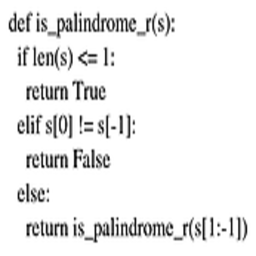 def is_palindrome_r(s):
if len(s) <= 1:
return True
elif s[0] != s[-1]:
return False
else:
return is_palindrome_r(s[1:-1])